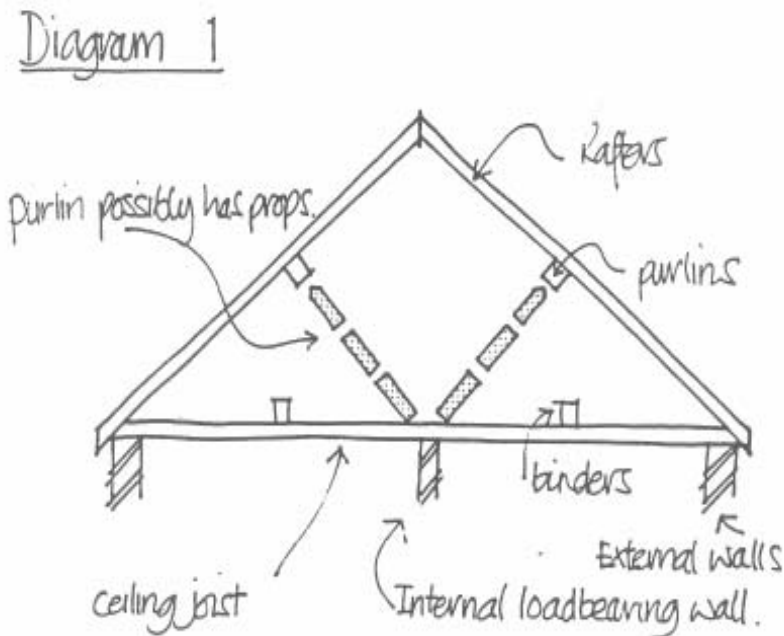 Diagram 1
Rafters
purlin possibly has props.
purlins
binders
External walls
ceiling joist
Internal loadbearing wall.